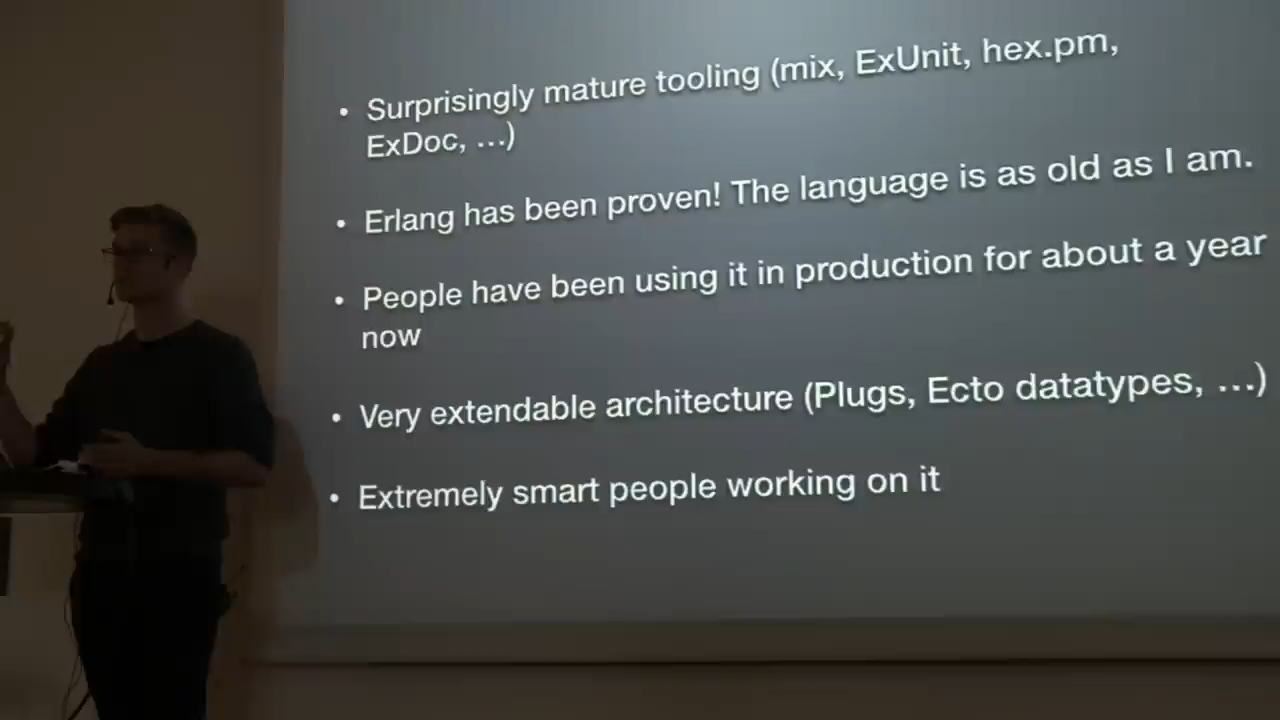 • Surprisingly mature tooling (mix, ExUnit, hex.pm,
ExDoc, …)
• Erlang has been proven! The language is as old as I am.
• People have been using it in production for about a year
now
• Very extendable architecture (Plugs, Ecto datatypes, …)
• Extremely smart people working on it